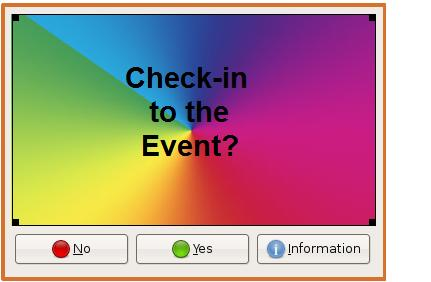 Check-in
to the
Event?
No
Yes
Information